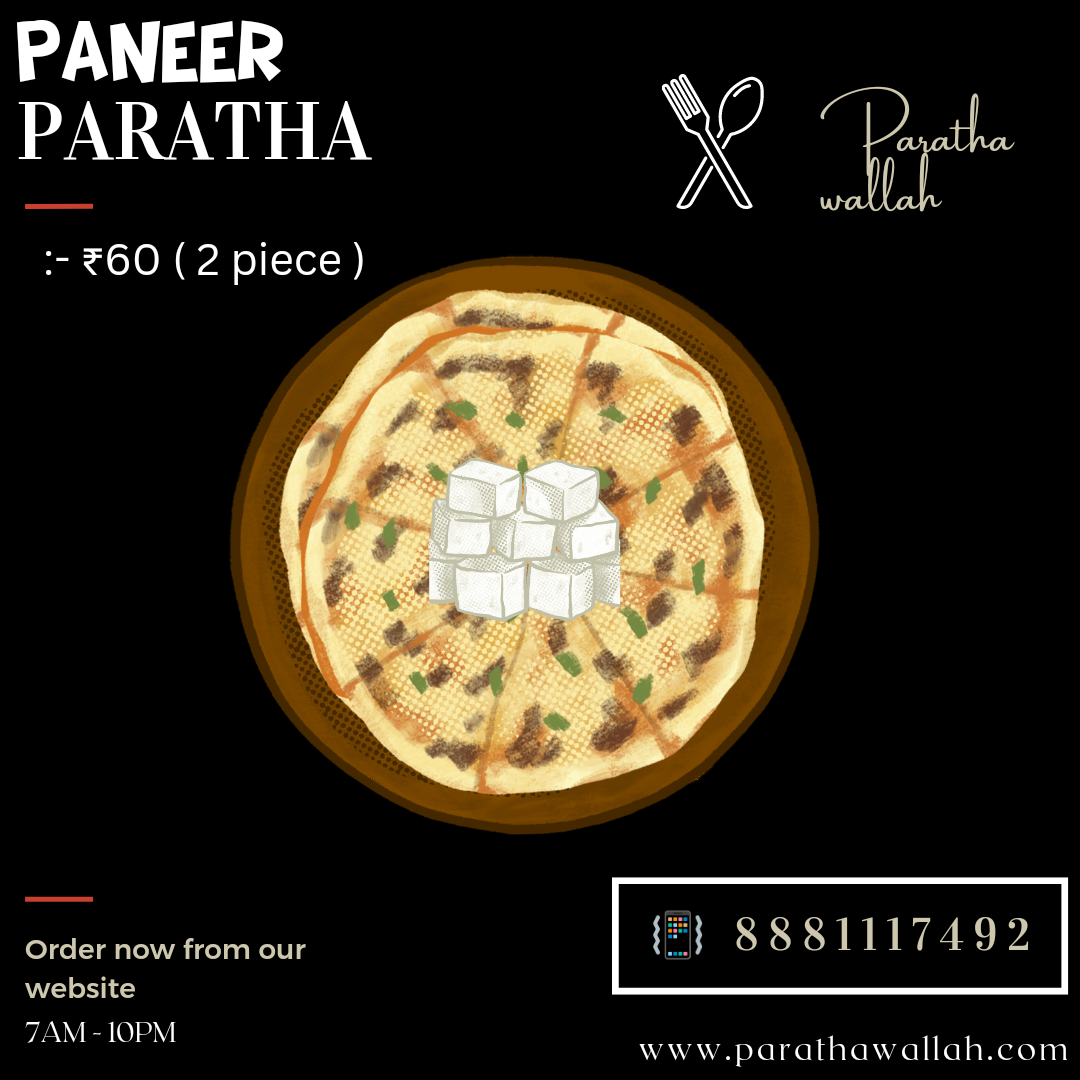 PANEER
PARATHA
Paratha
wallah
:- ₹60 ( 2 piece )
Order now from our
website
7AM - 10PM
8881117492
www.parathawallah.com